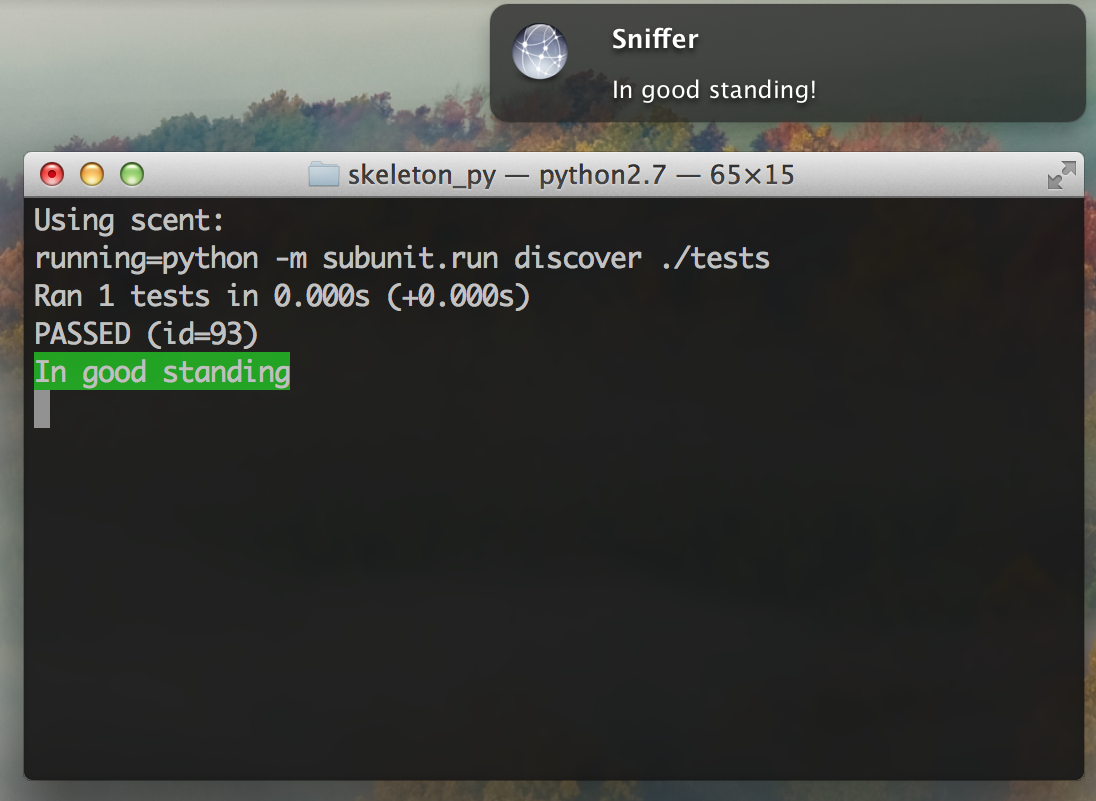 Sniffer
In good standing!
skeleton_py — python2.7 — 65×15
Using scent:
running=python -m subunit.run discover ./tests
Ran 1 tests in 0.000s (+0.000s)
PASSED (id=93)
In good standing